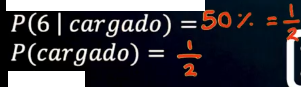 P(6 | cargado) = 50% = 1/2
P(cargado) = 1/2